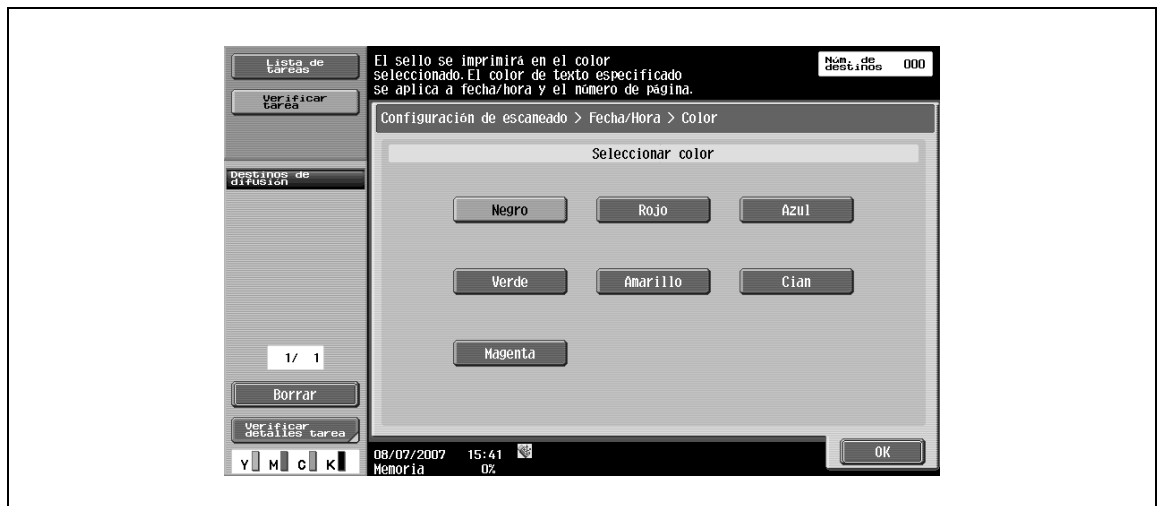 Lista de
tareas
Verificar
tarea
Destinos de
difusión
1/ 1
Borrar
Verificar
detalles tarea
Y M C K
El sello se imprimirá en el color
seleccionado.El color de texto especificado
se aplica a fecha/hora y el número de página.
Núm. de
destinos 000
Configuración de escaneado > Fecha/Hora > Color
Seleccionar color
Negro Rojo Azul
Verde Amarillo Cian
Magenta
08/07/2007 15:41
Memoria 0%
OK